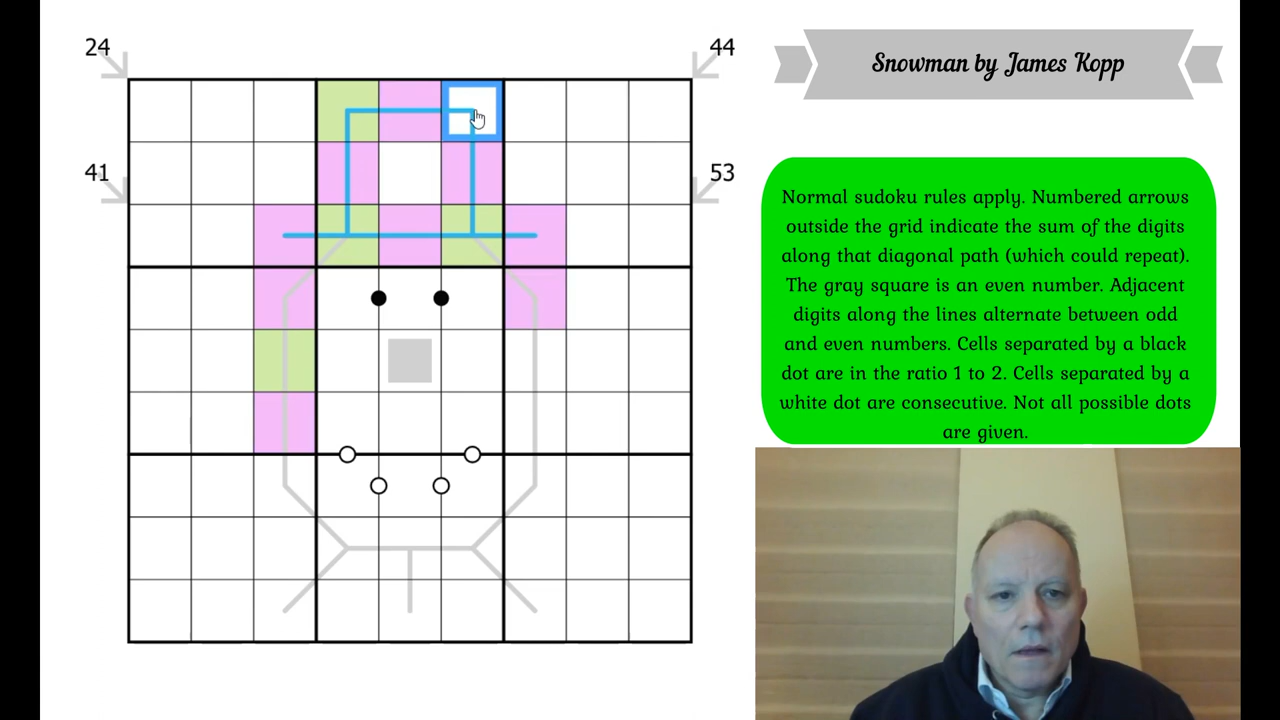 24
44
Snowman by James Kopp
41
53
Normal sudoku rules apply. Numbered arrows
outside the grid indicate the sum of the digits
along that diagonal path (which could repeat).
The gray square is an even number. Adjacent
digits along the lines alternate between odd
and even numbers. Cells separated by a black
dot are in the ratio 1 to 2. Cells separated by a
white dot are consecutive. Not all possible dots
are given.